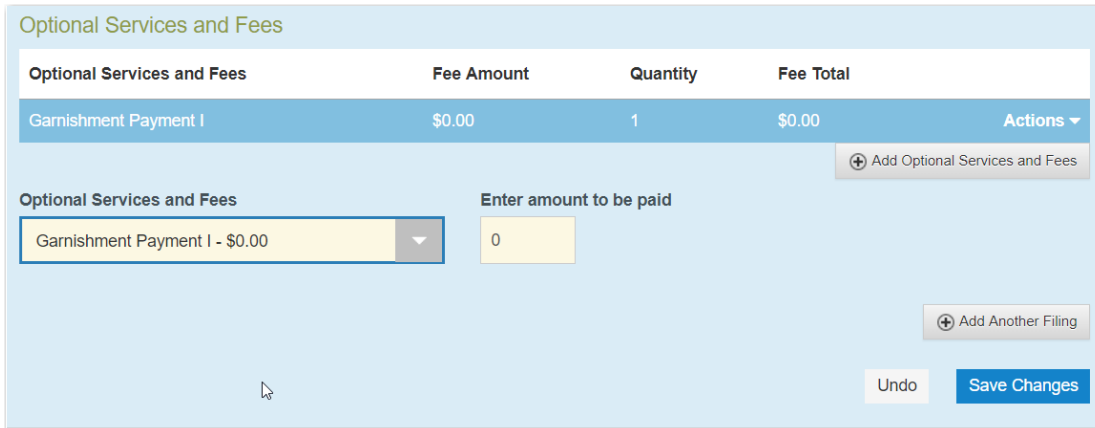 Optional Services and Fees
Optional Services and Fees Fee Amount Quantity Fee Total
Garnishment Payment I $0.00 1 $0.00 Actions
Add Optional Services and Fees
Optional Services and Fees Enter amount to be paid
Garnishment Payment I - $0.00 0
Add Another Filing
Undo Save Changes